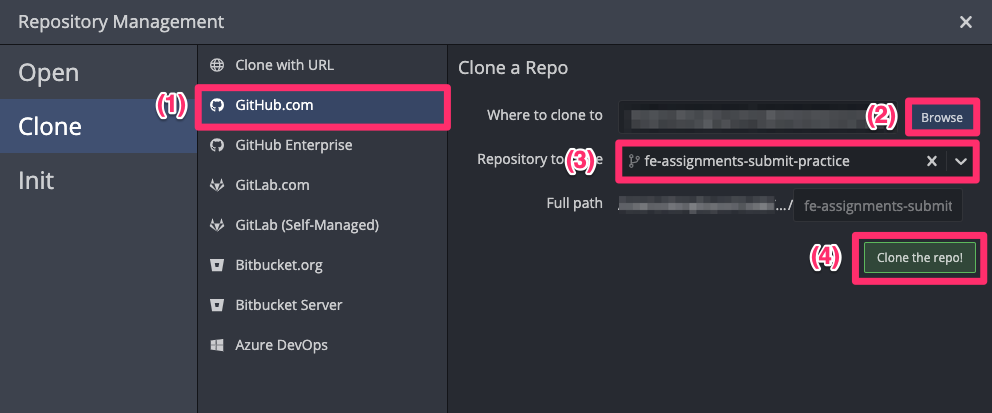 Repository Management
Open
Clone
Init
Clone with URL
(1)
GitHub.com
GitHub Enterprise
GitLab.com
GitLab (Self-Managed)
Bitbucket.org
Bitbucket Server
Azure DevOps
Clone a Repo
Where to clone to
(2)
Browse
Repository to
(3)
fe-assignments-submit-practice
Full path
.../
fe-assignments-submit
(4)
Clone the repo!